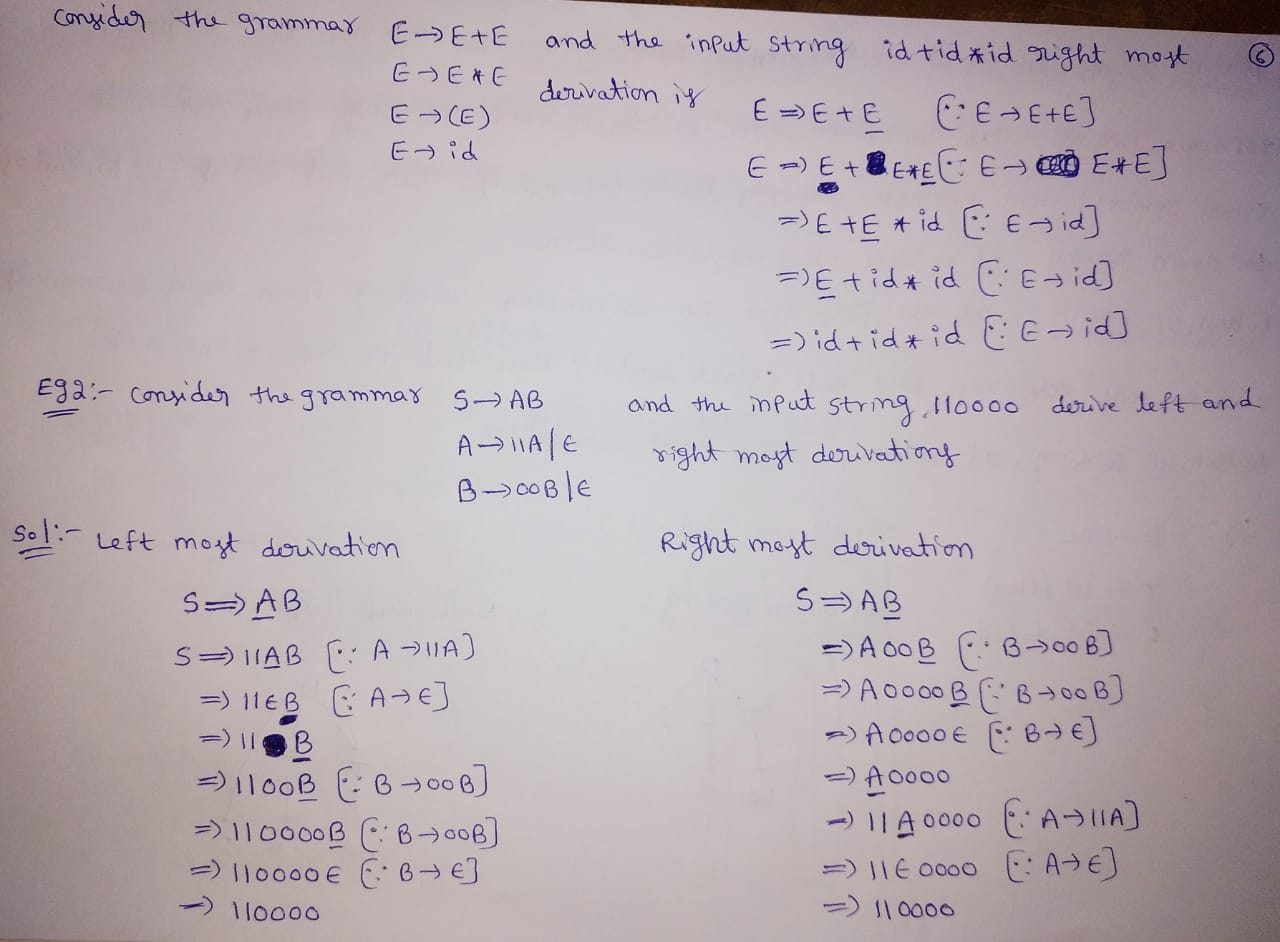 Consider the grammar E→E+E and the input string id+id*id right most ⑥
E→E*E derivation is
E→(E) E⇒E+E [∵ E→E+E]
E→id E⇒E+E*E [∵ E→E*E]
⇒E+E*id [∵ E→id]
⇒E+id*id [∵ E→id]
⇒id+id*id [∵ E→id]
Eg2:- Consider the grammar S→AB and the input string, 110000 derive left and
A→11A|ϵ right most derivations
B→00B|ϵ
Sol:- Left most derivation
S⇒AB
S⇒11AB [∵ A→11A]
⇒11ϵB [∵ A→ϵ]
⇒11B
⇒1100B [∵ B→00B]
⇒110000B [∵ B→00B]
⇒110000ϵ [∵ B→ϵ]
⇒110000
Right most derivation
S⇒AB
⇒A00B [∵ B→00B]
⇒A0000B [∵ B→00B]
⇒A0000ϵ [∵ B→ϵ]
⇒A0000
⇒11A0000 [∵ A→11A]
⇒11ϵ0000 [∵ A→ϵ]
⇒110000